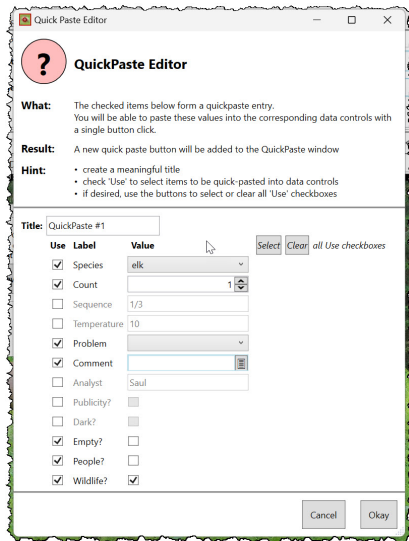 Quick Paste Editor
? QuickPaste Editor
What: The checked items below form a quickpaste entry.
You will be able to paste these values into the corresponding data controls with
a single button click.
Result: A new quick paste button will be added to the QuickPaste window
Hint: • create a meaningful title
• check 'Use' to select items to be quick-pasted into data controls
• if desired, use the buttons to select or clear all 'Use' checkboxes
Title: QuickPaste #1
Use Label Value Select Clear all Use checkboxes
Species elk
Count 1
Sequence 1/3
Temperature 10
Problem
Comment
Analyst Saul
Publicity?
Dark?
Empty?
People?
Wildlife?
Cancel Okay